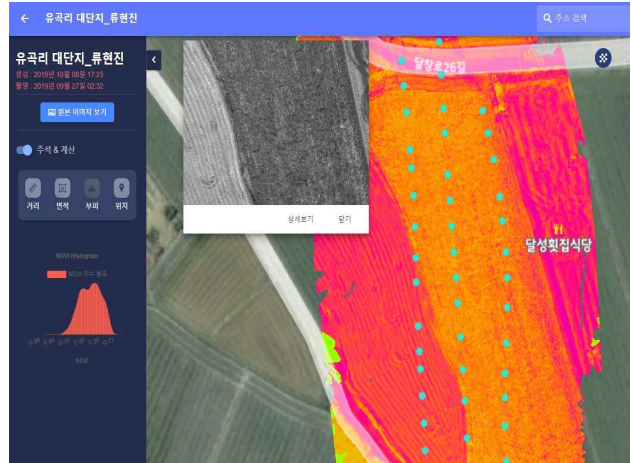 ← 유곡리 대단지_류현진
주소 검색
유곡리 대단지_류현진
생성 : 2019년 10월 08일 17:25
촬영 : 2019년 09월 27일 02:32
원본 이미지 보기
주석 & 계산
거리 면적 부피 위치
NDVI Histogram
NDVI 지수 분포
NDVI
상세보기 닫기
달창로26길
달성횟집식당